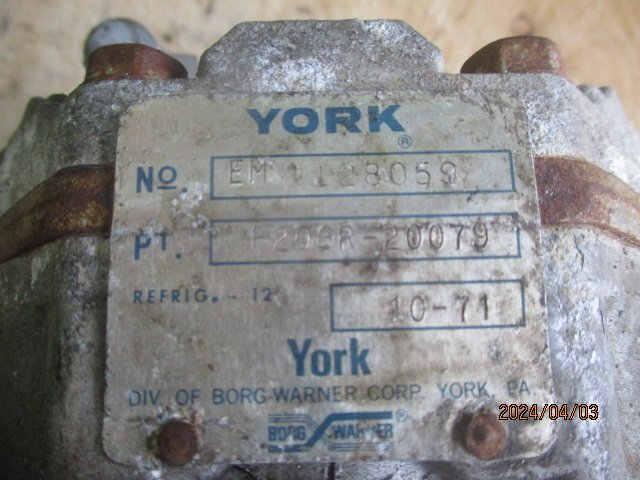 YORK ®
No. EM 1128059
PT. F20GR-20079
REFRIG. - 12 10-71
York
DIV. OF BORG-WARNER CORP. YORK, PA.
BORG WARNER ®
2024/04/03